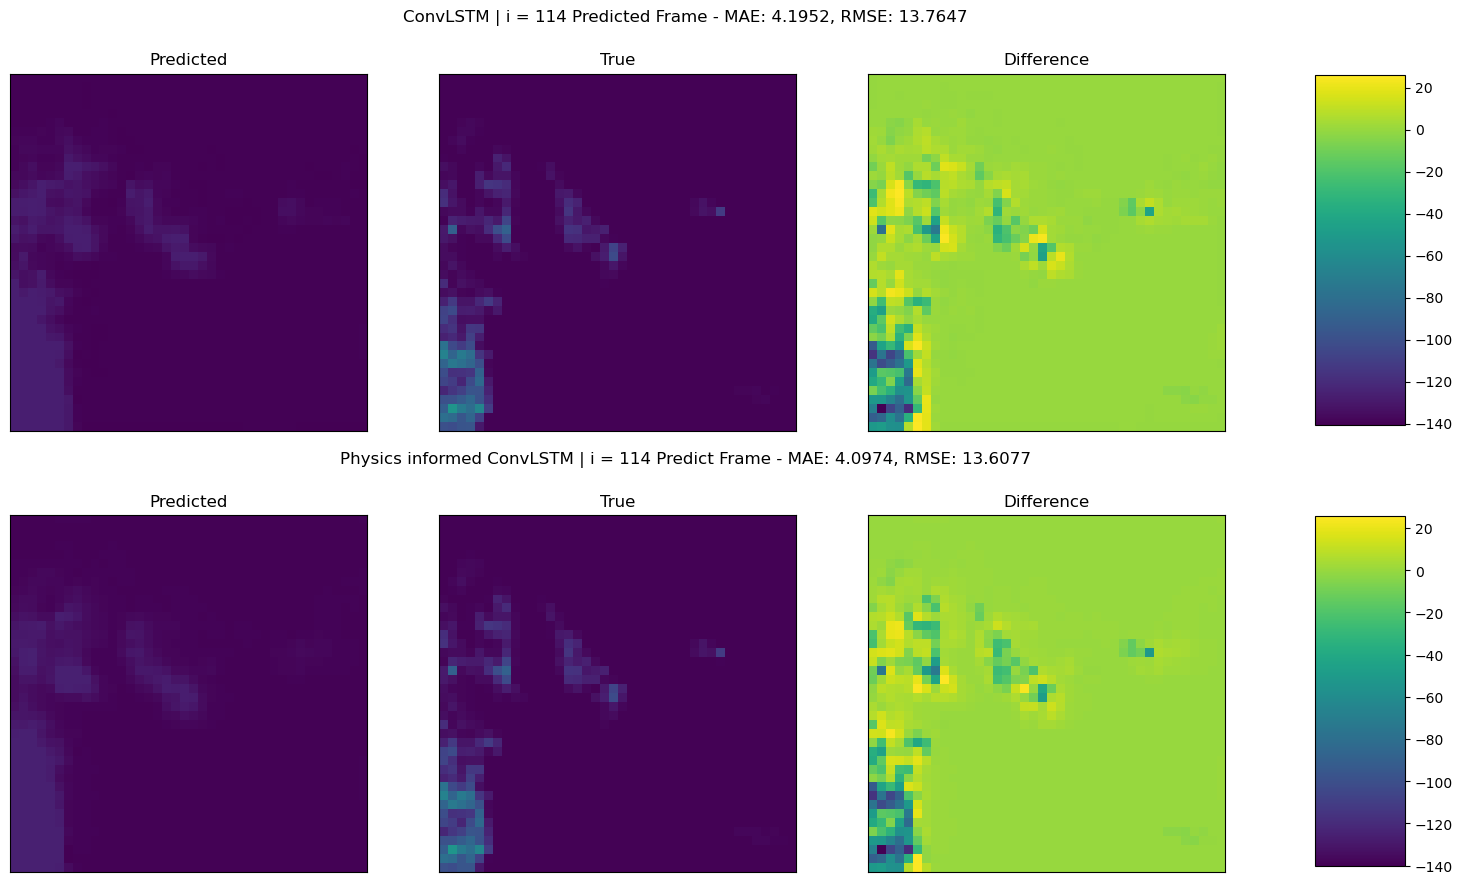 ConvLSTM | i = 114 Predicted Frame - MAE: 4.1952, RMSE: 13.7647
Predicted
True
Difference
20
0
−20
−40
−60
−80
−100
−120
−140
Physics informed ConvLSTM | i = 114 Predict Frame - MAE: 4.0974, RMSE: 13.6077
Predicted
True
Difference
20
0
−20
−40
−60
−80
−100
−120
−140